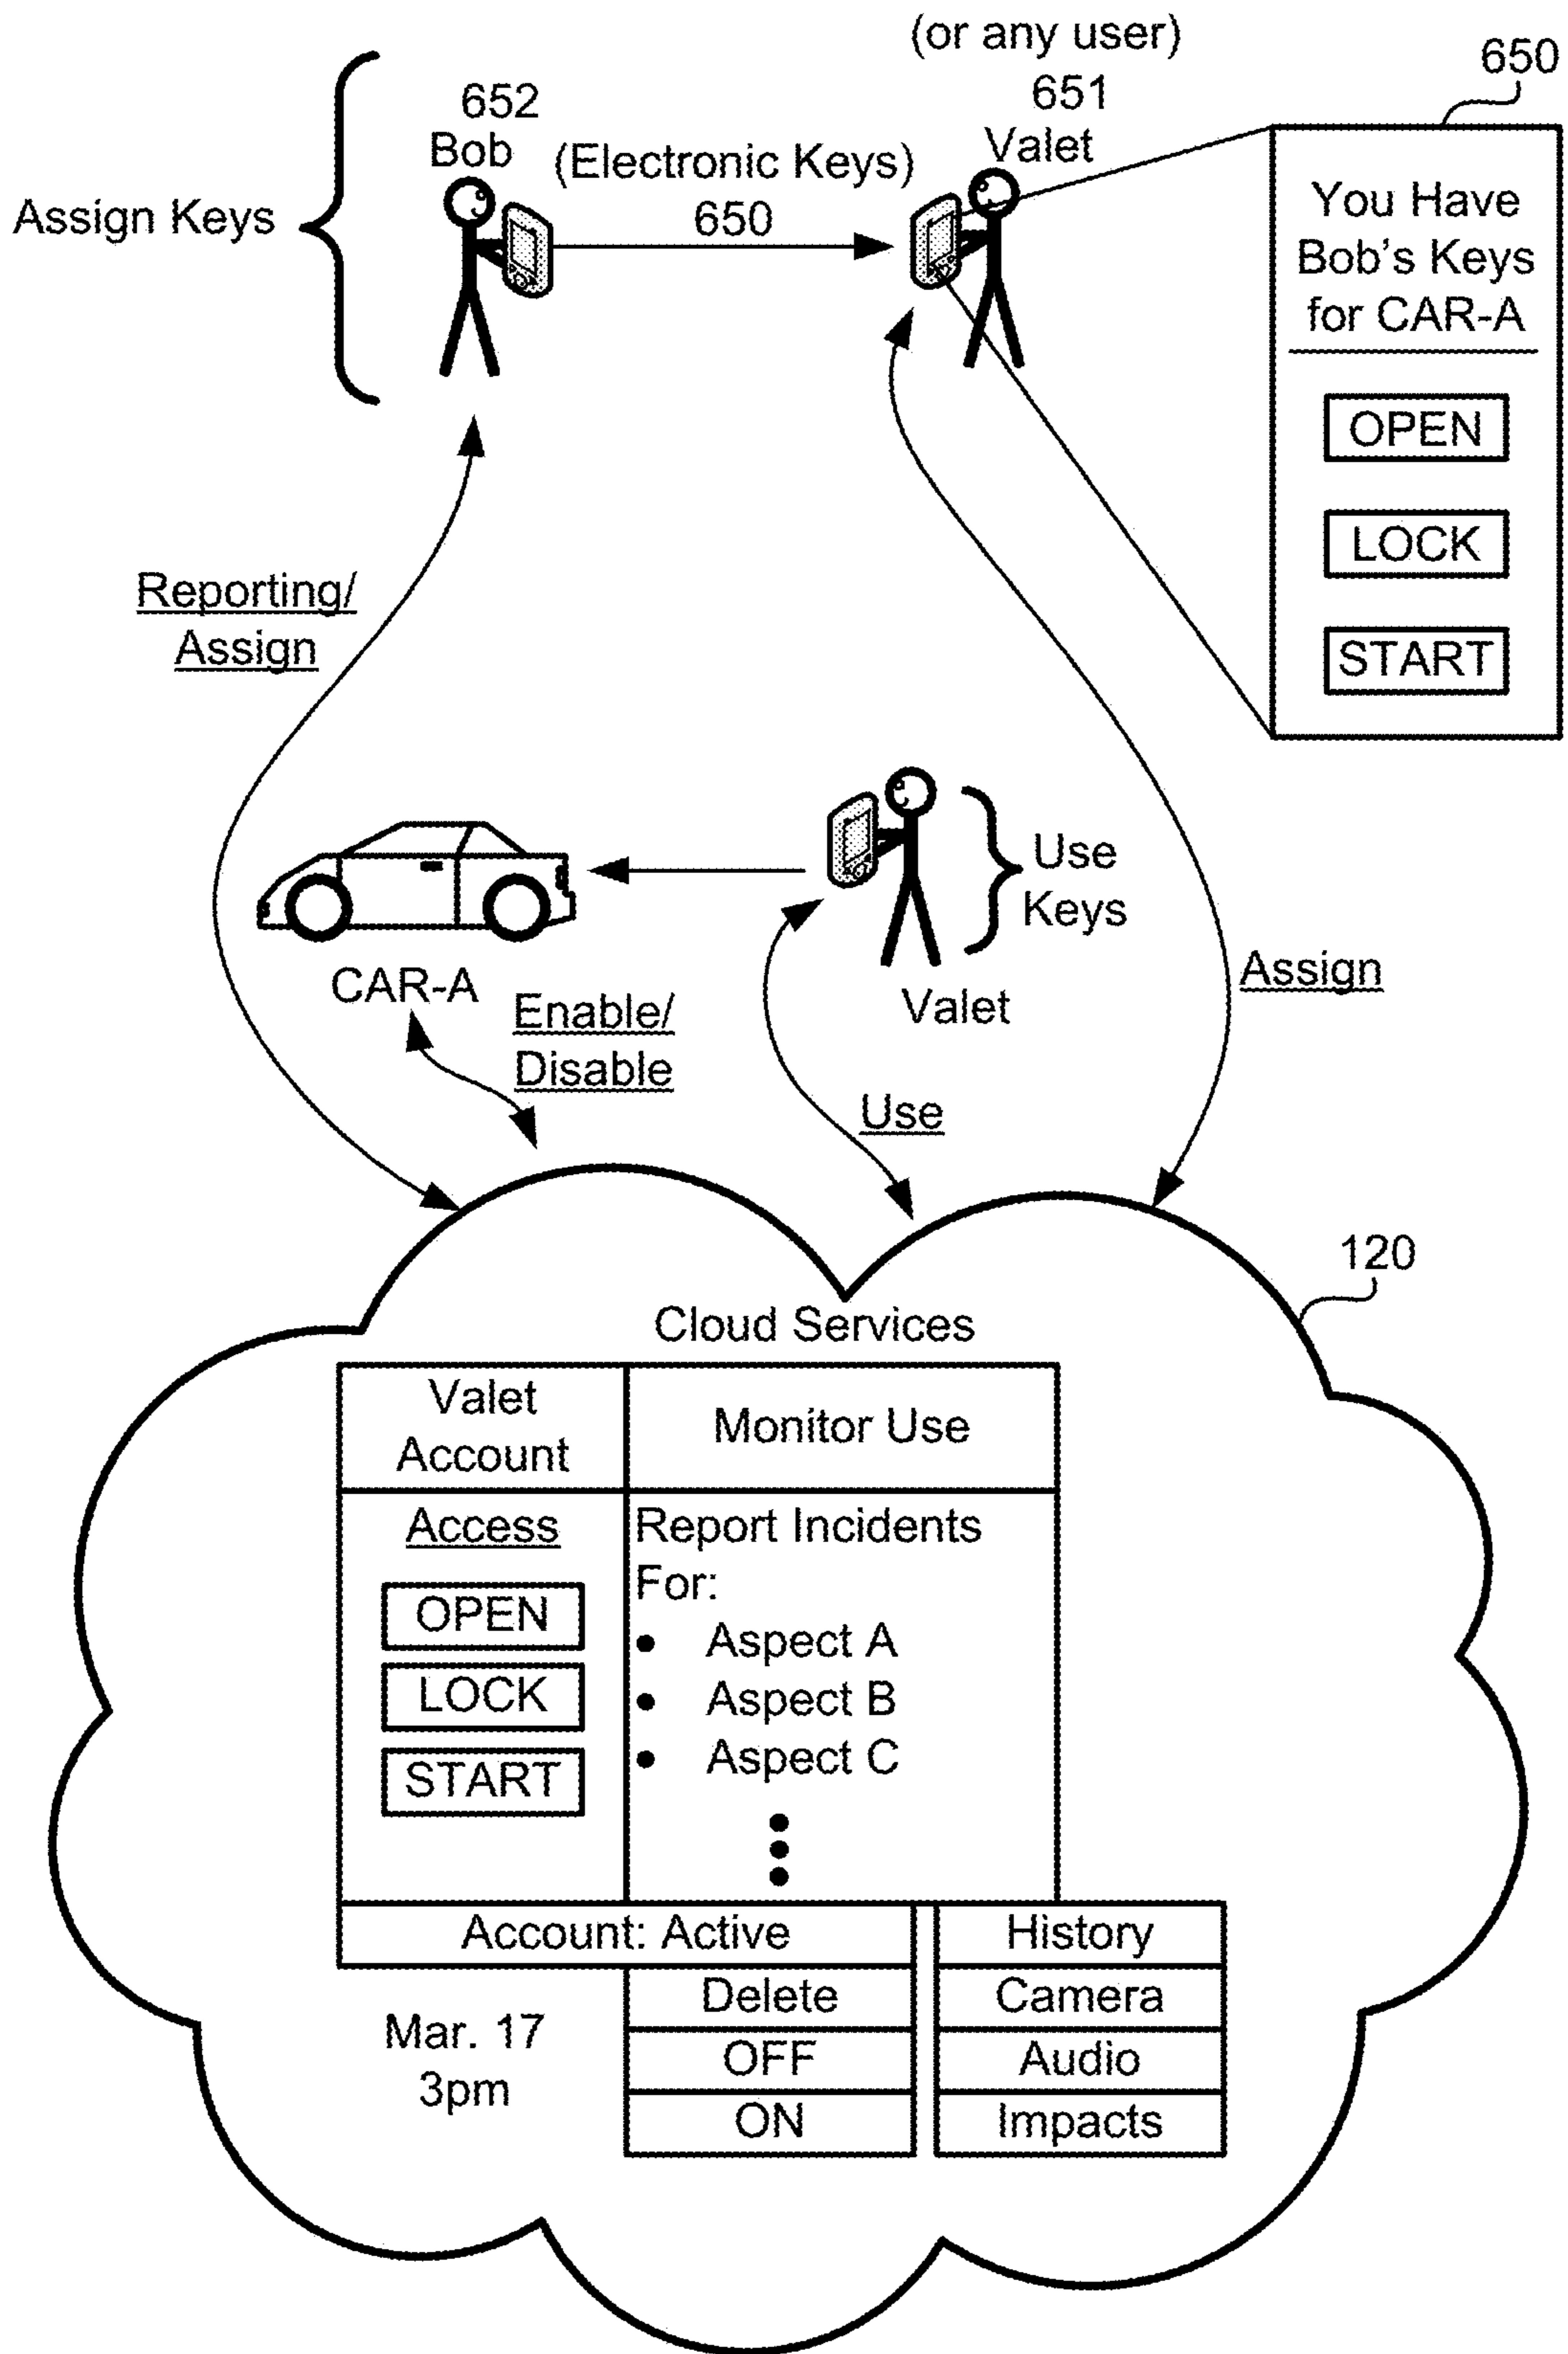 (or any user)
651
Valet
650
652
Bob
(Electronic Keys)
650
Assign Keys
You Have
Bob's Keys
for CAR-A
OPEN
LOCK
START
Reporting/
Assign
Use
Keys
Valet
CAR-A
Enable/
Disable
Use
Assign
120
Cloud Services
Valet
Account
Monitor Use
Access
OPEN
LOCK
START
Report Incidents
For:
• Aspect A
• Aspect B
• Aspect C
Account: Active
Delete
OFF
ON
History
Camera
Audio
Impacts
Mar. 17
3pm